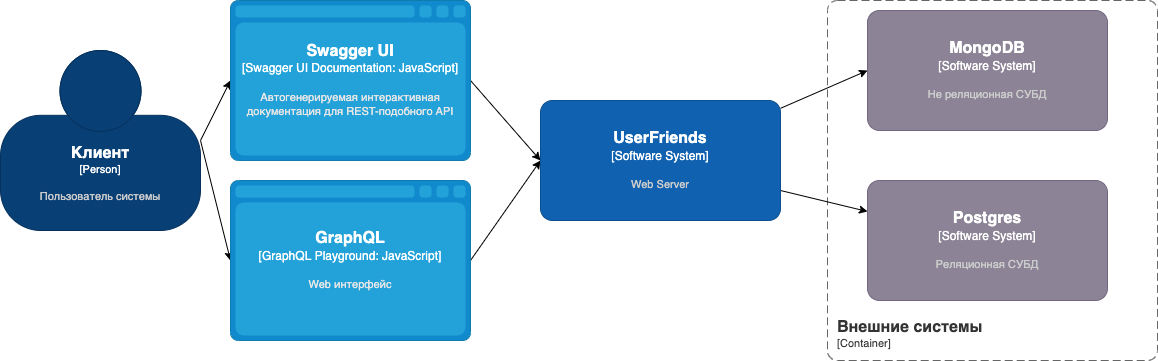 Клиент
[Person]
Пользователь системы
Swagger UI
[Swagger UI Documentation: JavaScript]
Автогенерируемая интерактивная
документация для REST-подобного API
GraphQL
[GraphQL Playground: JavaScript]
Web интерфейс
UserFriends
[Software System]
Web Server
MongoDB
[Software System]
Не реляционная СУБД
Postgres
[Software System]
Реляционная СУБД
Внешние системы
[Container]